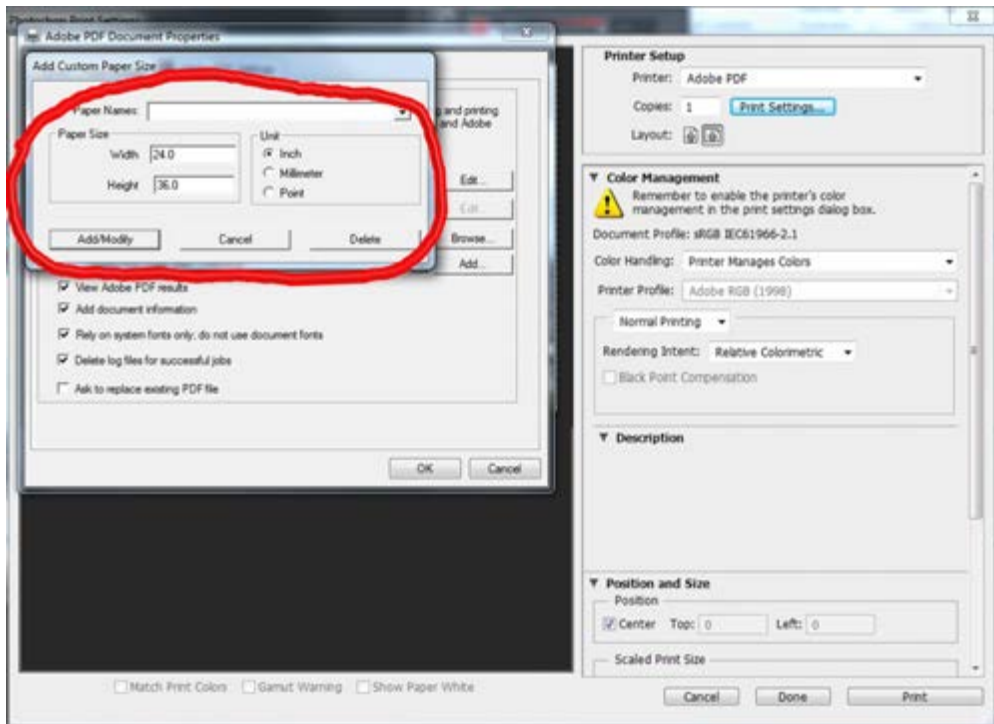 Photoshop Print Settings
Adobe PDF Document Properties
Add Custom Paper Size
Paper Names:
g and printing
and Adobe
Paper Size
Width 24.0
Height 36.0
Unit
Inch
Millimeter
Point
Add/Modify Cancel Delete
Edit...
Edit...
Browse...
Add...
View Adobe PDF results
Add document information
Rely on system fonts only; do not use document fonts
Delete log files for successful jobs
Ask to replace existing PDF file
OK Cancel
Printer Setup
Printer: Adobe PDF
Copies: 1 Print Settings...
Layout:
Color Management
Remember to enable the printer's color
management in the print settings dialog box.
Document Profile: sRGB IEC61966-2.1
Color Handling: Printer Manages Colors
Printer Profile: Adobe RGB (1998)
Normal Printing
Rendering Intent: Relative Colorimetric
Black Point Compensation
Description
Position and Size
Position
Center Top: 0 Left: 0
Scaled Print Size
Match Print Colors Gamut Warning Show Paper White
Cancel Done Print